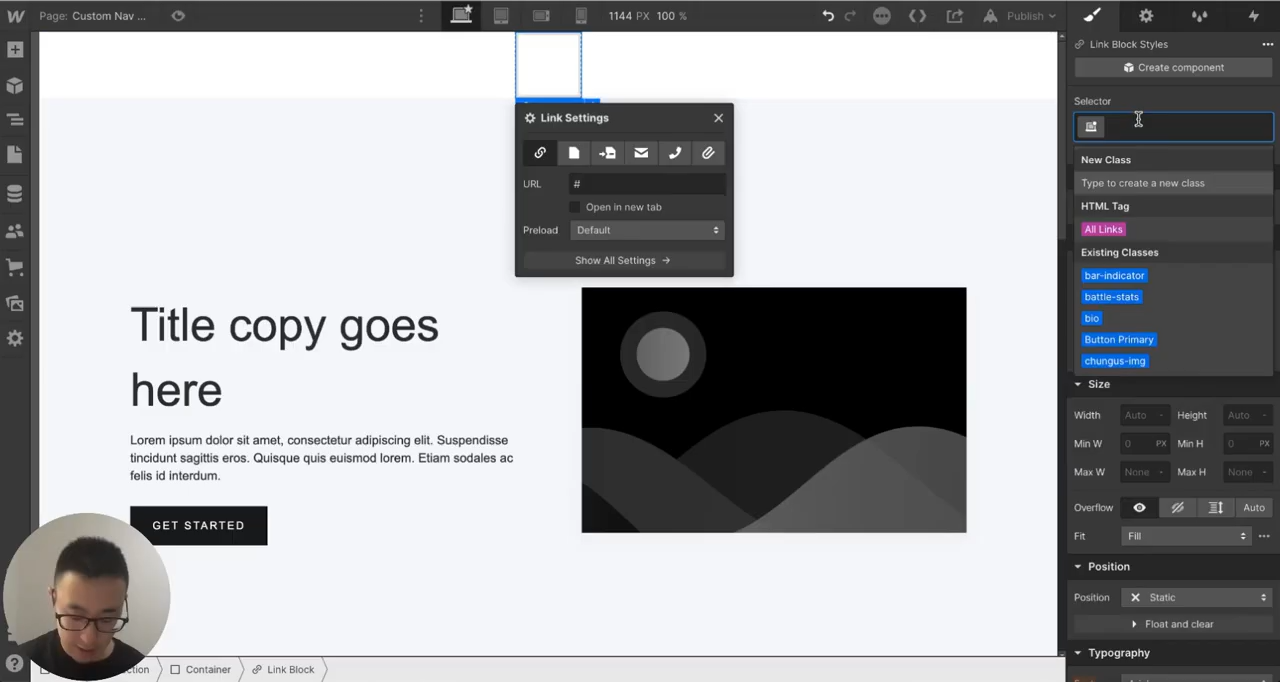 Page: Custom Nav ...
1144 PX 100 %
Publish
Link Block Styles
Create component
Selector
New Class
Type to create a new class
HTML Tag
All Links
Existing Classes
bar-indicator
battle-stats
bio
Button Primary
chungus-img
Link Settings
URL #
Open in new tab
Preload Default
Show All Settings →
Title copy goes
here
Lorem ipsum dolor sit amet, consectetur adipiscing elit. Suspendisse
tincidunt sagittis eros. Quisque quis euismod lorem. Etiam sodales ac
felis id interdum.
GET STARTED
Size
Width Auto - Height Auto -
Min W 0 PX Min H 0 PX
Max W None - Max H None -
Overflow Auto
Fit Fill
Position
Position Static
Float and clear
Typography
Container Link Block